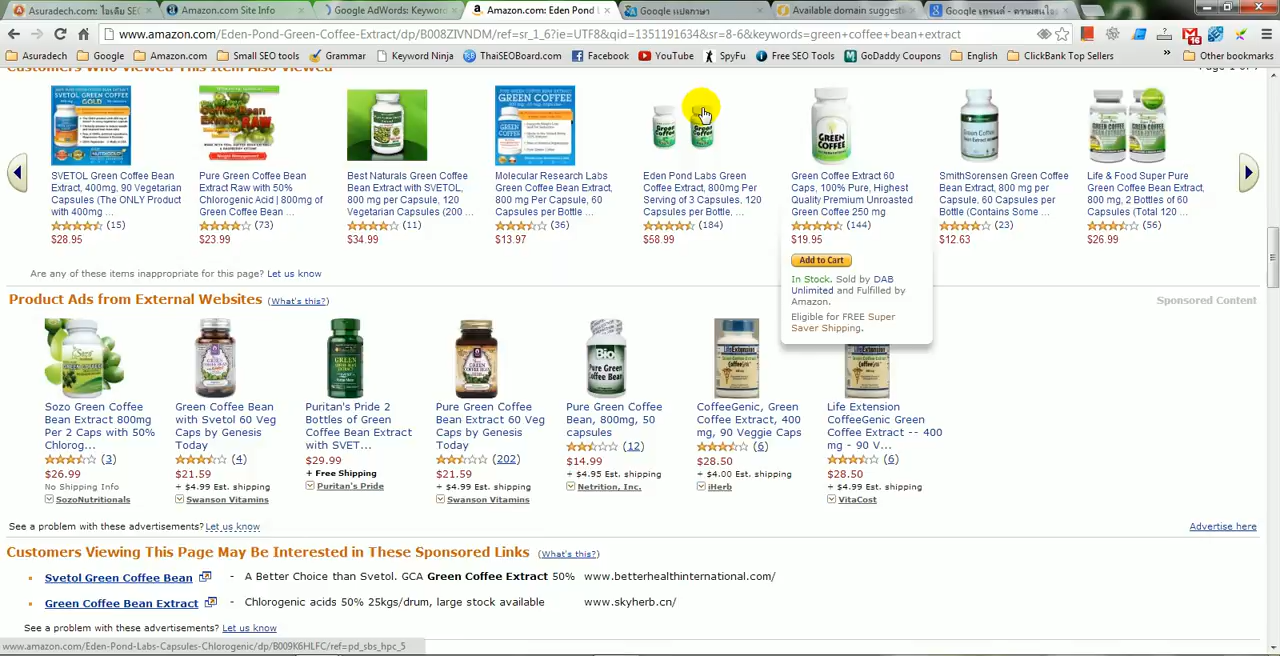 Asuradech.com: ไอเดีย SEC
Amazon.com Site Info
Google AdWords: Keyword
Amazon.com: Eden Pond L
Google แปลภาษา
Available domain suggesti
Google เทรนด์ - ความสนใจ
www.amazon.com/Eden-Pond-Green-Coffee-Extract/dp/B008ZIVNDM/ref=sr_1_6?ie=UTF8&qid=1351191634&sr=8-6&keywords=green+coffee+bean+extract
Asuradech
Google
Amazon.com
Small SEO tools
Grammar
Keyword Ninja
ThaiSEOBoard.com
Facebook
YouTube
SpyFu
Free SEO Tools
GoDaddy Coupons
English
ClickBank Top Sellers
Other bookmarks
Customers Who Viewed This Item Also Viewed
SVETOL Green Coffee Bean
Extract, 400mg. 90 Vegetarian
Capsules (The ONLY Product
with 400mg ...
(15)
$28.95
Pure Green Coffee Bean
Extract Raw with 50%
Chlorogenic Acid | 800mg of
Green Coffee Bean ...
(73)
$23.99
Best Naturals Green Coffee
Bean Extract with SVETOL,
800 mg per Capsule, 120
Vegetarian Capsules (200 ...
(11)
$34.99
GREEN COFFEE
Molecular Research Labs
Green Coffee Bean Extract,
800 Mg Per Capsule, 60
Capsules per Bottle ...
(36)
$13.97
Eden Pond Labs Green
Coffee Extract, 800Mg Per
Serving of 3 Capsules, 120
Capsules Per Bottle, ...
(184)
$58.99
GREEN
COFFEE
Green Coffee Extract 60
Caps, 100% Pure, Highest
Quality Premium Unroasted
Green Coffee 250 mg
(144)
$19.95
Add to Cart
In Stock. Sold by DAB
Unlimited and Fulfilled by
Amazon.
Eligible for FREE Super
Saver Shipping.
Green Coffee
SmithSorensen Green Coffee
Bean Extract, 800 mg per
Capsule, 60 Capsules per
Bottle (Contains Some ...
(23)
$12.63
Life & Food Super Pure
Green Coffee Bean Extract,
800 mg, 2 Bottles of 60
Capsules (Total 120 ...
(56)
$26.99
Are any of these items inappropriate for this page? Let us know
Product Ads from External Websites (What's this?)
Sponsored Content
Sozo Green Coffee
Bean Extract 800mg
Per 2 Caps with 50%
Chlorog...
(3)
$26.99
No Shipping Info
SozoNutritionals
Green Coffee Bean
with Svetol 60 Veg
Caps by Genesis
Today
(4)
$21.59
+ $4.99 Est. shipping
Swanson Vitamins
Puritan's Pride 2
Bottles of Green
Coffee Bean Extract
with SVET...
$29.99
+ Free Shipping
Puritan's Pride
Pure Green Coffee
Bean Extract 60 Veg
Caps by Genesis
Today
(202)
$21.59
+ $4.99 Est. shipping
Swanson Vitamins
Bio
Pure Green
Coffee Bean
Pure Green Coffee
Bean, 800mg, 50
capsules
(12)
$14.99
+ $4.95 Est. shipping
Netrition, Inc.
CoffeeGenic, Green
Coffee Extract, 400
mg, 90 Veggie Caps
(6)
$28.50
+ $4.00 Est. shipping
iHerb
Life Extension
CoffeeGenic Green
Coffee Extract -- 400
mg - 90 V...
(6)
$28.50
+ $4.99 Est. shipping
VitaCost
See a problem with these advertisements? Let us know
Advertise here
Customers Viewing This Page May Be Interested in These Sponsored Links (What's this?)
Svetol Green Coffee Bean - A Better Choice than Svetol. GCA Green Coffee Extract 50% www.betterhealthinternational.com/
Green Coffee Bean Extract - Chlorogenic acids 50% 25kgs/drum, large stock available www.skyherb.cn/
See a problem with these advertisements? Let us know
www.amazon.com/Eden-Pond-Labs-Capsules-Chlorogenic/dp/B009K6HLFC/ref=pd_sbs_hpc_5